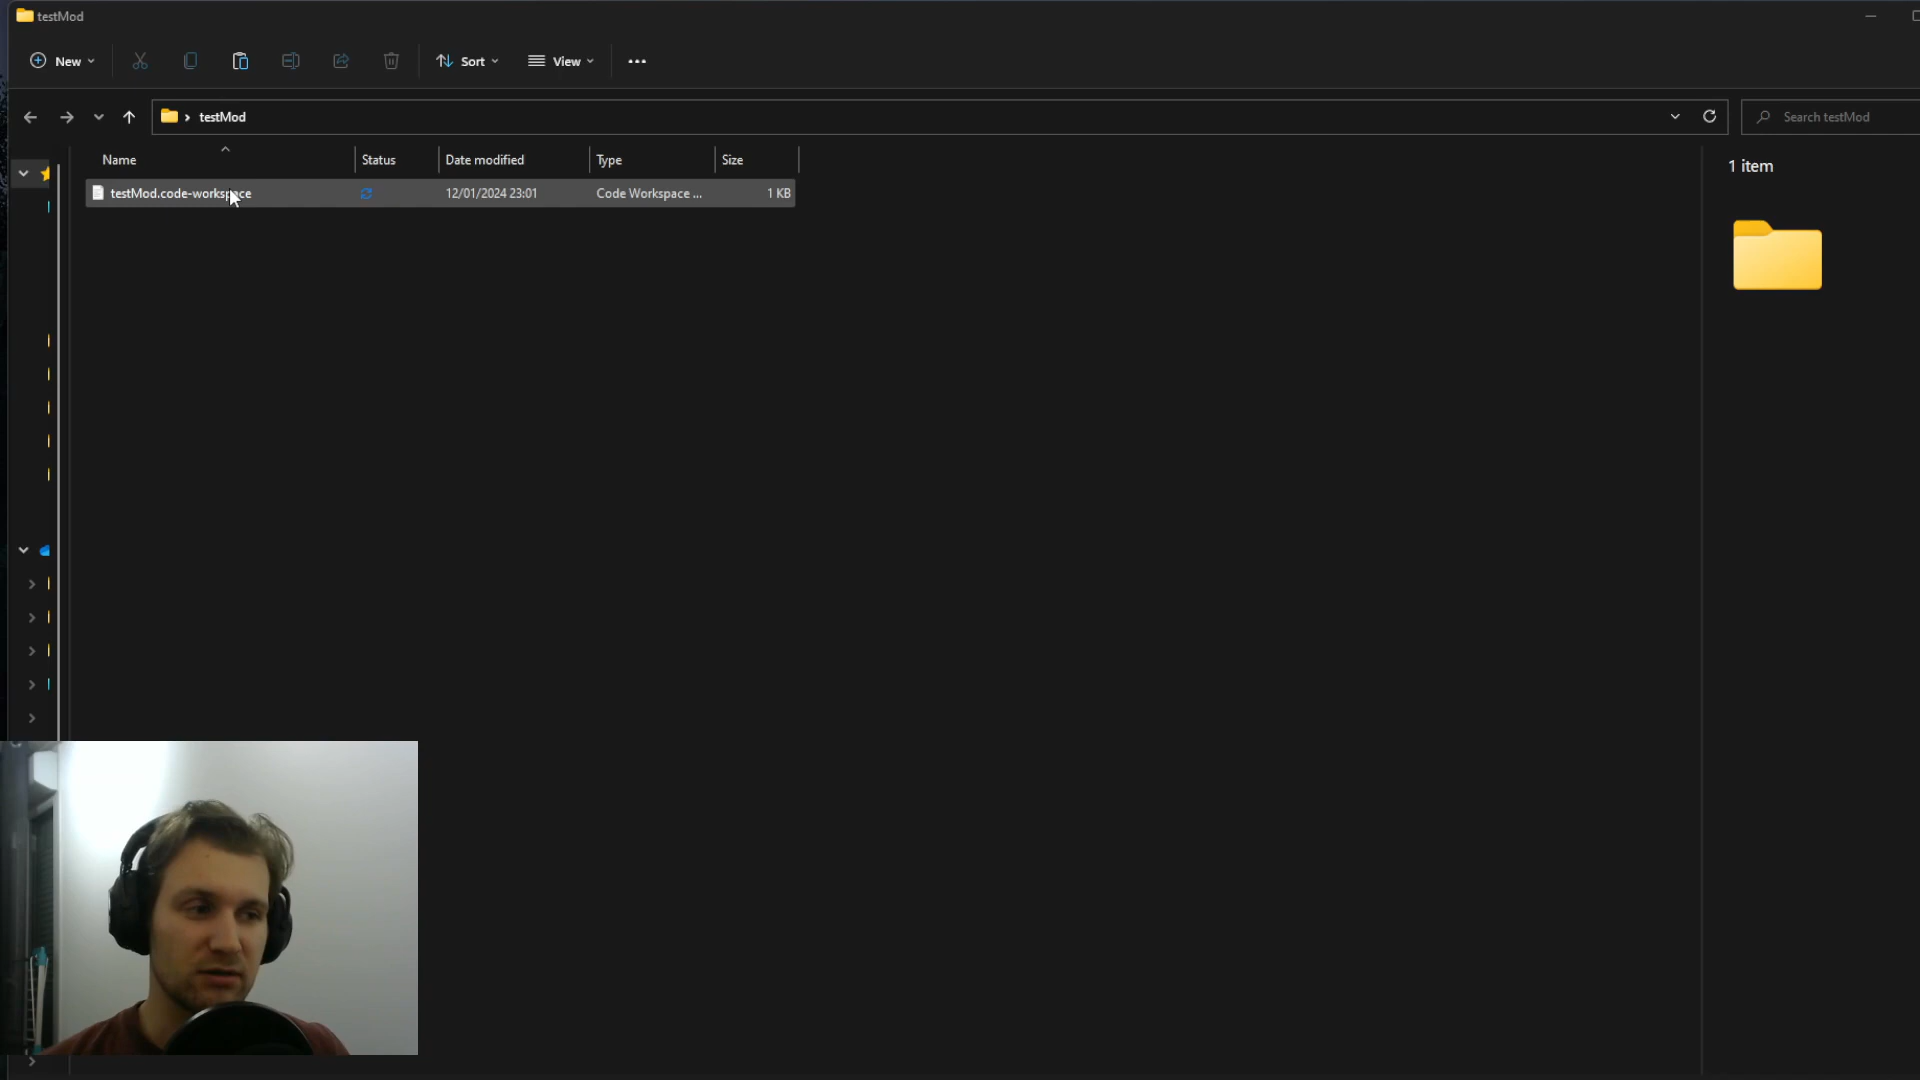 testMod
New
Sort
View
testMod
Search testMod
Name
Status
Date modified
Type
Size
testMod.code-workspace
12/01/2024 23:01
Code Workspace ...
1 KB
1 item